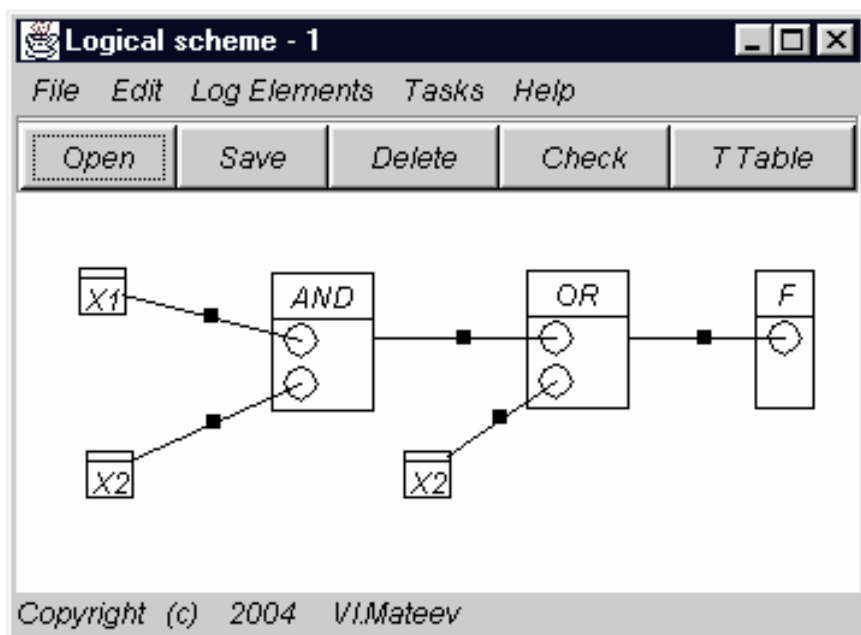 Logical scheme - 1
File Edit Log Elements Tasks Help
Open Save Delete Check T Table
X1 AND OR F
X2 X2
Copyright (c) 2004 Vl.Mateev